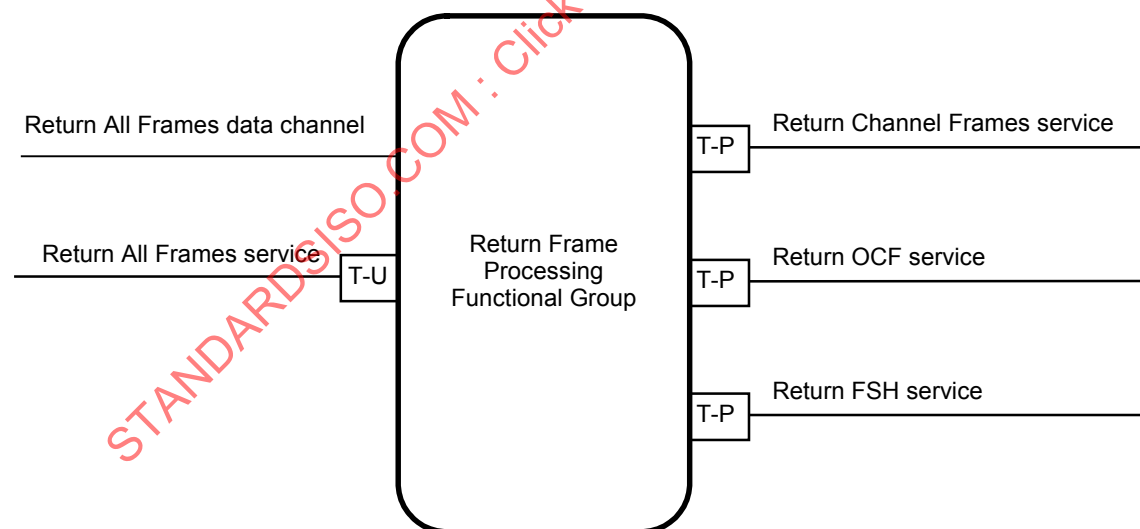 Return All Frames data channel
Return All Frames service
T-U
Return Frame
Processing
Functional Group
T-P
Return Channel Frames service
T-P
Return OCF service
T-P
Return FSH service
STANDARDSISO.COM : Click